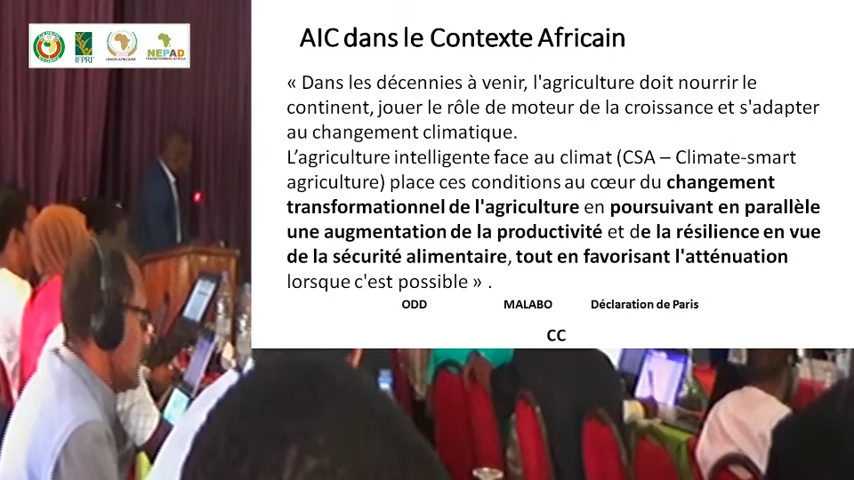 IFPRI
UNION AFRICAINE
NEPAD
TRANSFORMING AFRICA
AIC dans le Contexte Africain
« Dans les décennies à venir, l'agriculture doit nourrir le
continent, jouer le rôle de moteur de la croissance et s'adapter
au changement climatique.
L’agriculture intelligente face au climat (CSA – Climate-smart
agriculture) place ces conditions au cœur du changement
transformationnel de l'agriculture en poursuivant en parallèle
une augmentation de la productivité et de la résilience en vue
de la sécurité alimentaire, tout en favorisant l'atténuation
lorsque c'est possible » .
ODD MALABO Déclaration de Paris
CC